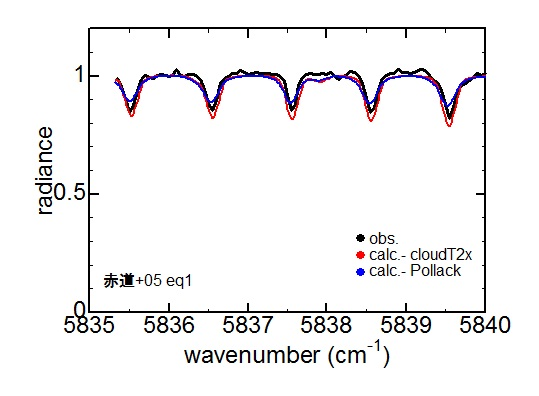 radiance
1
0.5
0
obs.
calc.- cloudT2x
calc.- Pollack
赤道+05 eq1
5835 5836 5837 5838 5839 5840
wavenumber (cm-1)